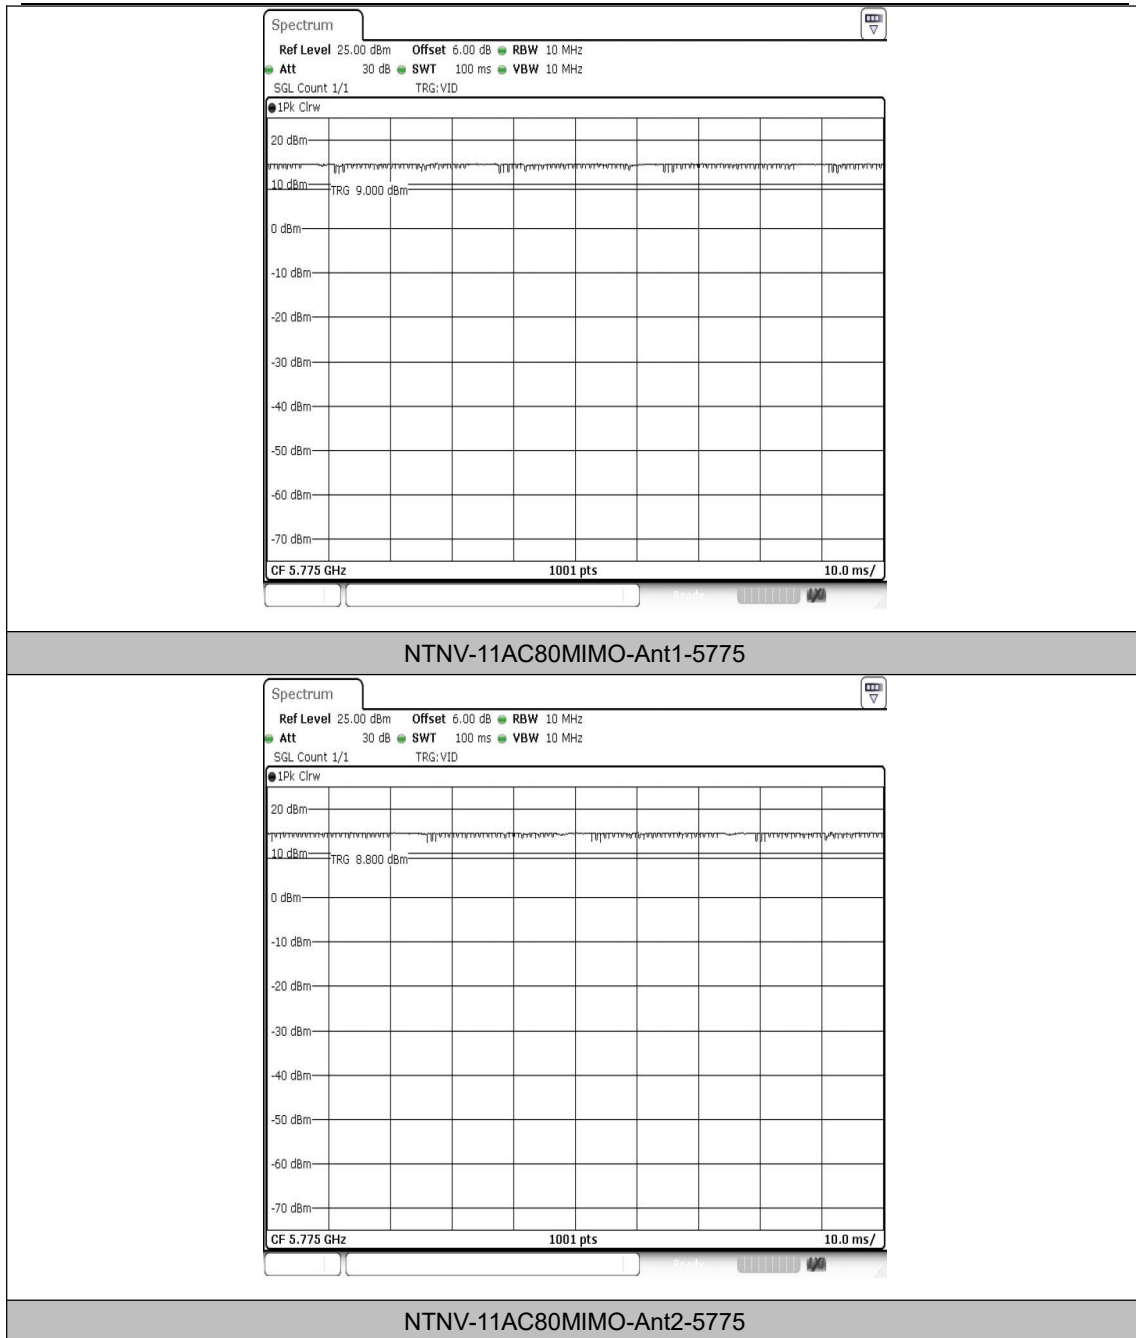 Spectrum
Ref Level 25.00 dBm Offset 6.00 dB RBW 10 MHz
Att 30 dB SWT 100 ms VBW 10 MHz
SGL Count 1/1 TRG:VID
1Pk Clrw
20 dBm
10 dBm
TRG 9.000 dBm
0 dBm
-10 dBm
-20 dBm
-30 dBm
-40 dBm
-50 dBm
-60 dBm
-70 dBm
CF 5.775 GHz 1001 pts 10.0 ms/
Ready
NTNV-11AC80MIMO-Ant1-5775
Spectrum
Ref Level 25.00 dBm Offset 6.00 dB RBW 10 MHz
Att 30 dB SWT 100 ms VBW 10 MHz
SGL Count 1/1 TRG:VID
1Pk Clrw
20 dBm
10 dBm
TRG 8.800 dBm
0 dBm
-10 dBm
-20 dBm
-30 dBm
-40 dBm
-50 dBm
-60 dBm
-70 dBm
CF 5.775 GHz 1001 pts 10.0 ms/
Ready
NTNV-11AC80MIMO-Ant2-5775